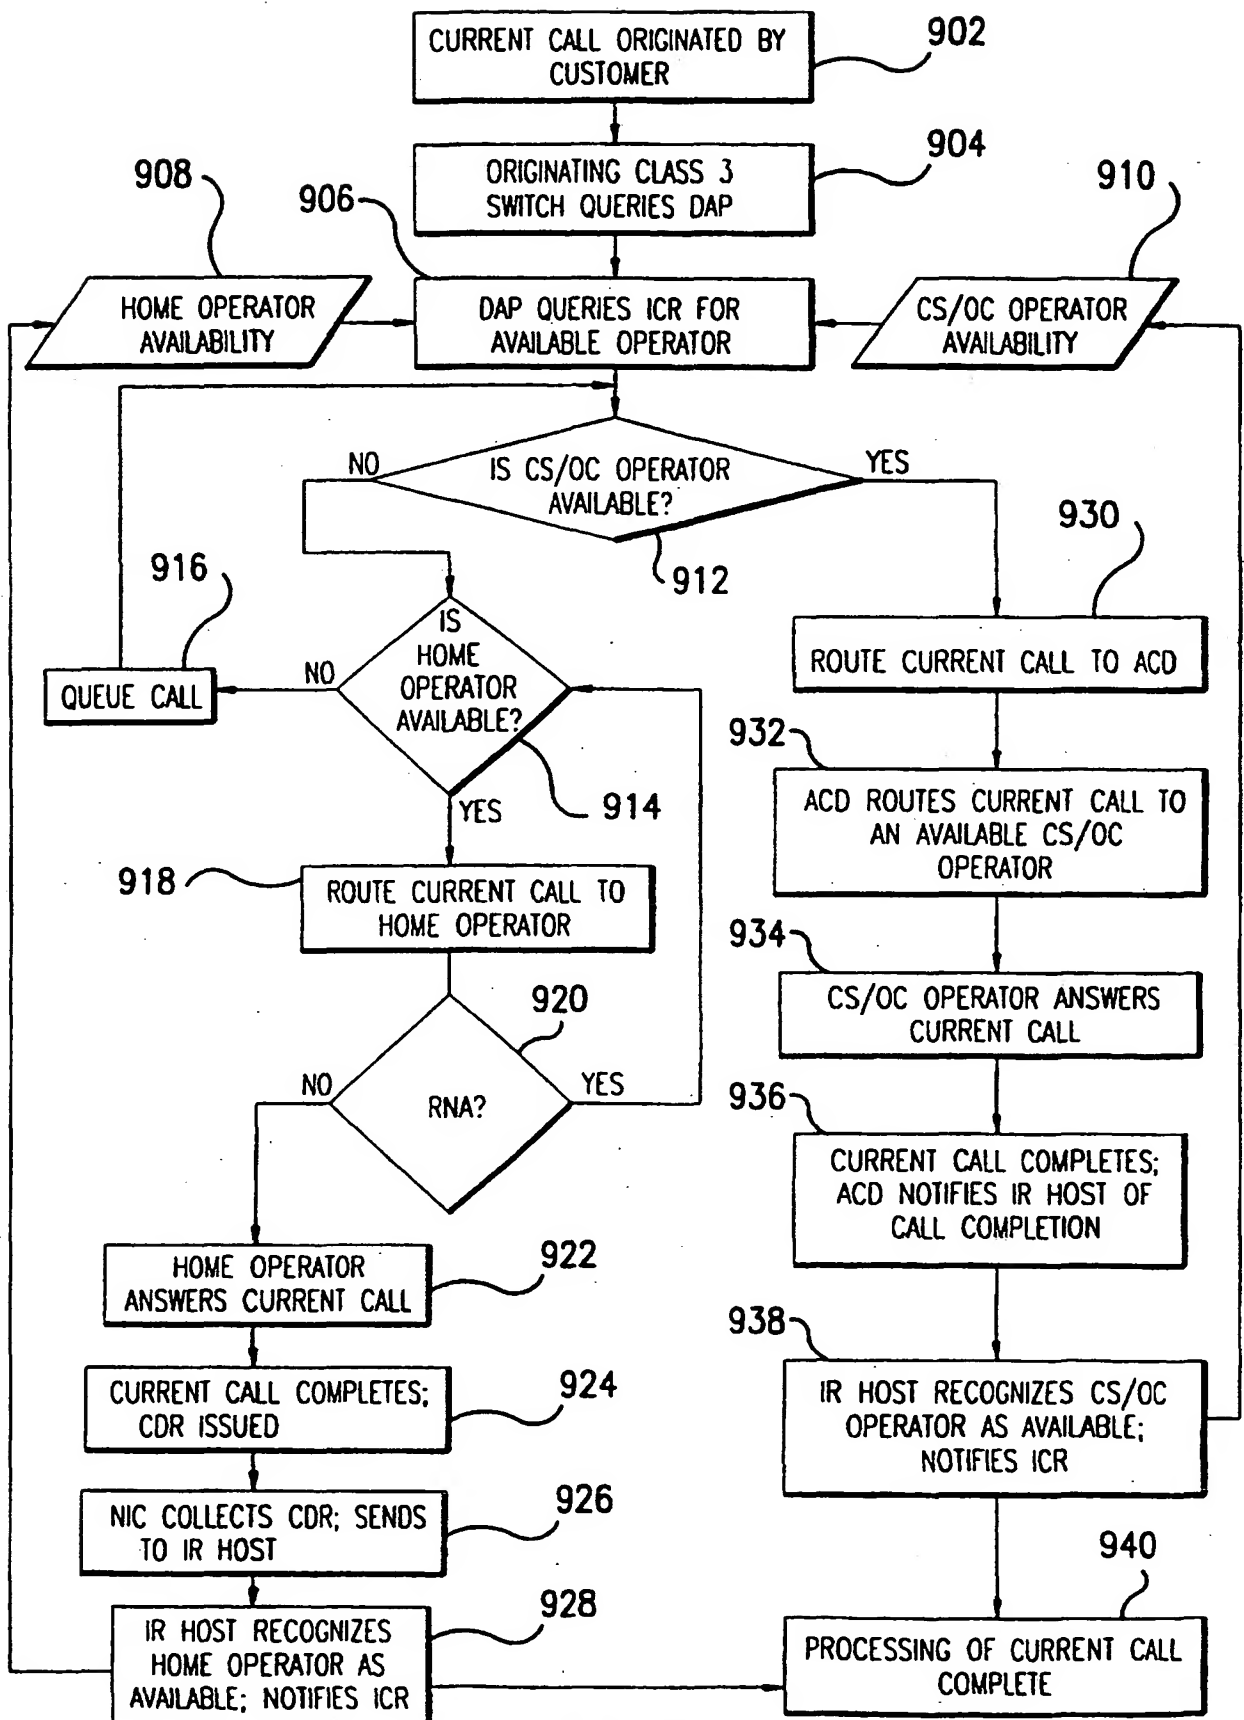 CURRENT CALL ORIGINATED BY
CUSTOMER
902
ORIGINATING CLASS 3
SWITCH QUERIES DAP
904
908
906
910
HOME OPERATOR
AVAILABILITY
DAP QUERIES ICR FOR
AVAILABLE OPERATOR
CS/OC OPERATOR
AVAILABILITY
NO
IS CS/OC OPERATOR
AVAILABLE?
YES
912
930
916
IS
HOME
OPERATOR
AVAILABLE?
NO
QUEUE CALL
ROUTE CURRENT CALL TO ACD
914
YES
932
ACD ROUTES CURRENT CALL TO
AN AVAILABLE CS/OC
OPERATOR
918
ROUTE CURRENT CALL TO
HOME OPERATOR
934
CS/OC OPERATOR ANSWERS
CURRENT CALL
920
NO
RNA?
YES
936
CURRENT CALL COMPLETES;
ACD NOTIFIES IR HOST OF
CALL COMPLETION
HOME OPERATOR
ANSWERS CURRENT CALL
922
938
IR HOST RECOGNIZES CS/OC
OPERATOR AS AVAILABLE;
NOTIFIES ICR
CURRENT CALL COMPLETES;
CDR ISSUED
924
NIC COLLECTS CDR; SENDS
TO IR HOST
926
940
IR HOST RECOGNIZES
HOME OPERATOR AS
AVAILABLE; NOTIFIES ICR
928
PROCESSING OF CURRENT CALL
COMPLETE